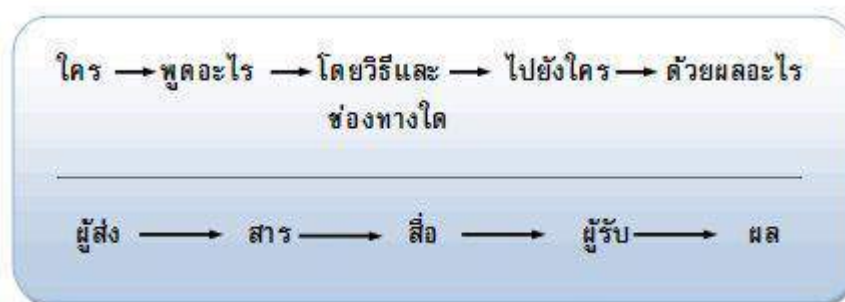 ใคร → พูดอะไร → โดยวิธีและ → ไปยังใคร → ด้วยผลอะไร
ช่องทางใด
ผู้ส่ง → สาร → สื่อ → ผู้รับ → ผล